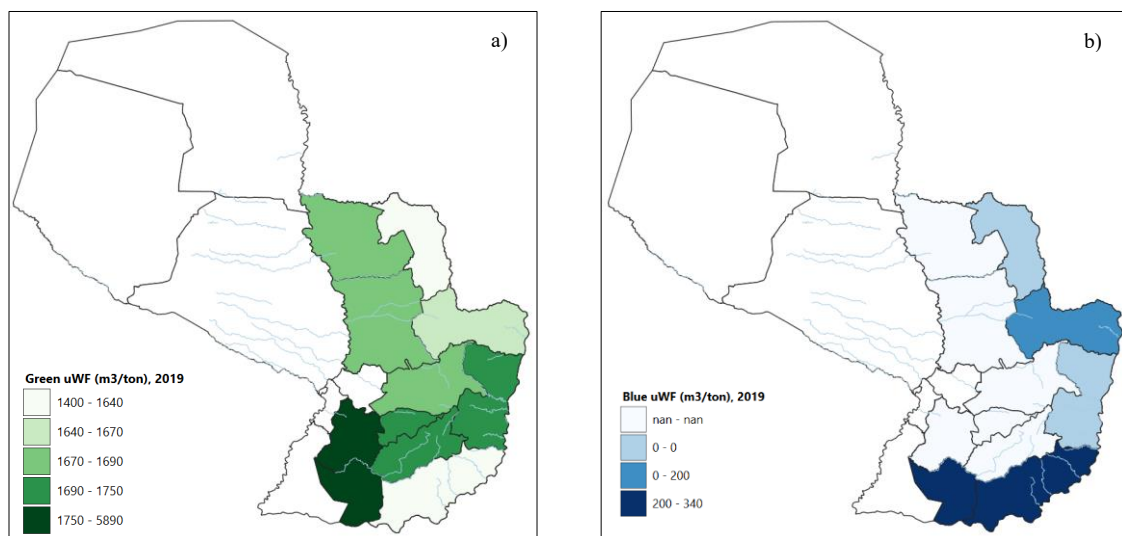 a)
Green uWF (m3/ton), 2019
1400 - 1640
1640 - 1670
1670 - 1690
1690 - 1750
1750 - 5890
b)
Blue uWF (m3/ton), 2019
nan - nan
0 - 0
0 - 200
200 - 340